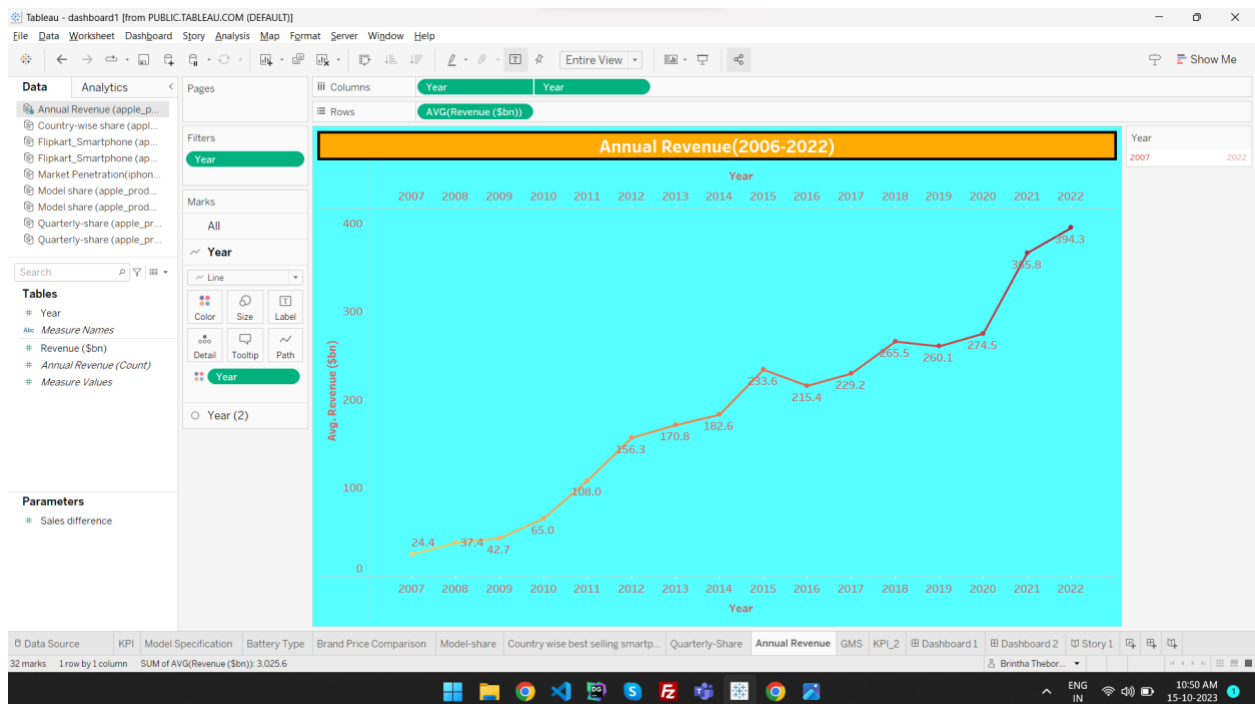 Tableau - dashboard1 [from PUBLIC.TABLEAU.COM (DEFAULT)]
File Data Worksheet Dashboard Story Analysis Map Format Server Window Help
Entire View
Show Me
Data Analytics
Annual Revenue (apple_p...
Country-wise share (appl...
Flipkart_Smartphone (ap...
Flipkart_Smartphone (ap...
Market Penetration(iphon...
Model share (apple_prod...
Model share (apple_prod...
Quarterly-share (apple_pr...
Quarterly-share (apple_pr...
Search
Tables
# Year
Abc Measure Names
# Revenue ($bn)
# Annual Revenue (Count)
# Measure Values
Parameters
# Sales difference
Pages
Filters
Year
Marks
All
Year
Line
Color Size Label
Detail Tooltip Path
Year
Year (2)
Columns Year Year
Rows AVG(Revenue ($bn))
Annual Revenue(2006-2022)
Year
2007 2008 2009 2010 2011 2012 2013 2014 2015 2016 2017 2018 2019 2020 2021 2022
Avg. Revenue ($bn)
400
300
200
100
0
24.4
37.4
42.7
65.0
108.0
156.3
170.8
182.6
233.6
215.4
229.2
265.5
260.1
274.5
365.8
394.3
2007 2008 2009 2010 2011 2012 2013 2014 2015 2016 2017 2018 2019 2020 2021 2022
Year
Year
2007 2022
Data Source KPI Model Specification Battery Type Brand Price Comparison Model-share Country wise best selling smartp... Quarterly-Share Annual Revenue GMS KPI_2 Dashboard 1 Dashboard 2 Story 1
32 marks 1 row by 1 column SUM of AVG(Revenue ($bn)): 3,025.6
Brintha Thebor...
ENG
IN
10:50 AM
15-10-2023
1